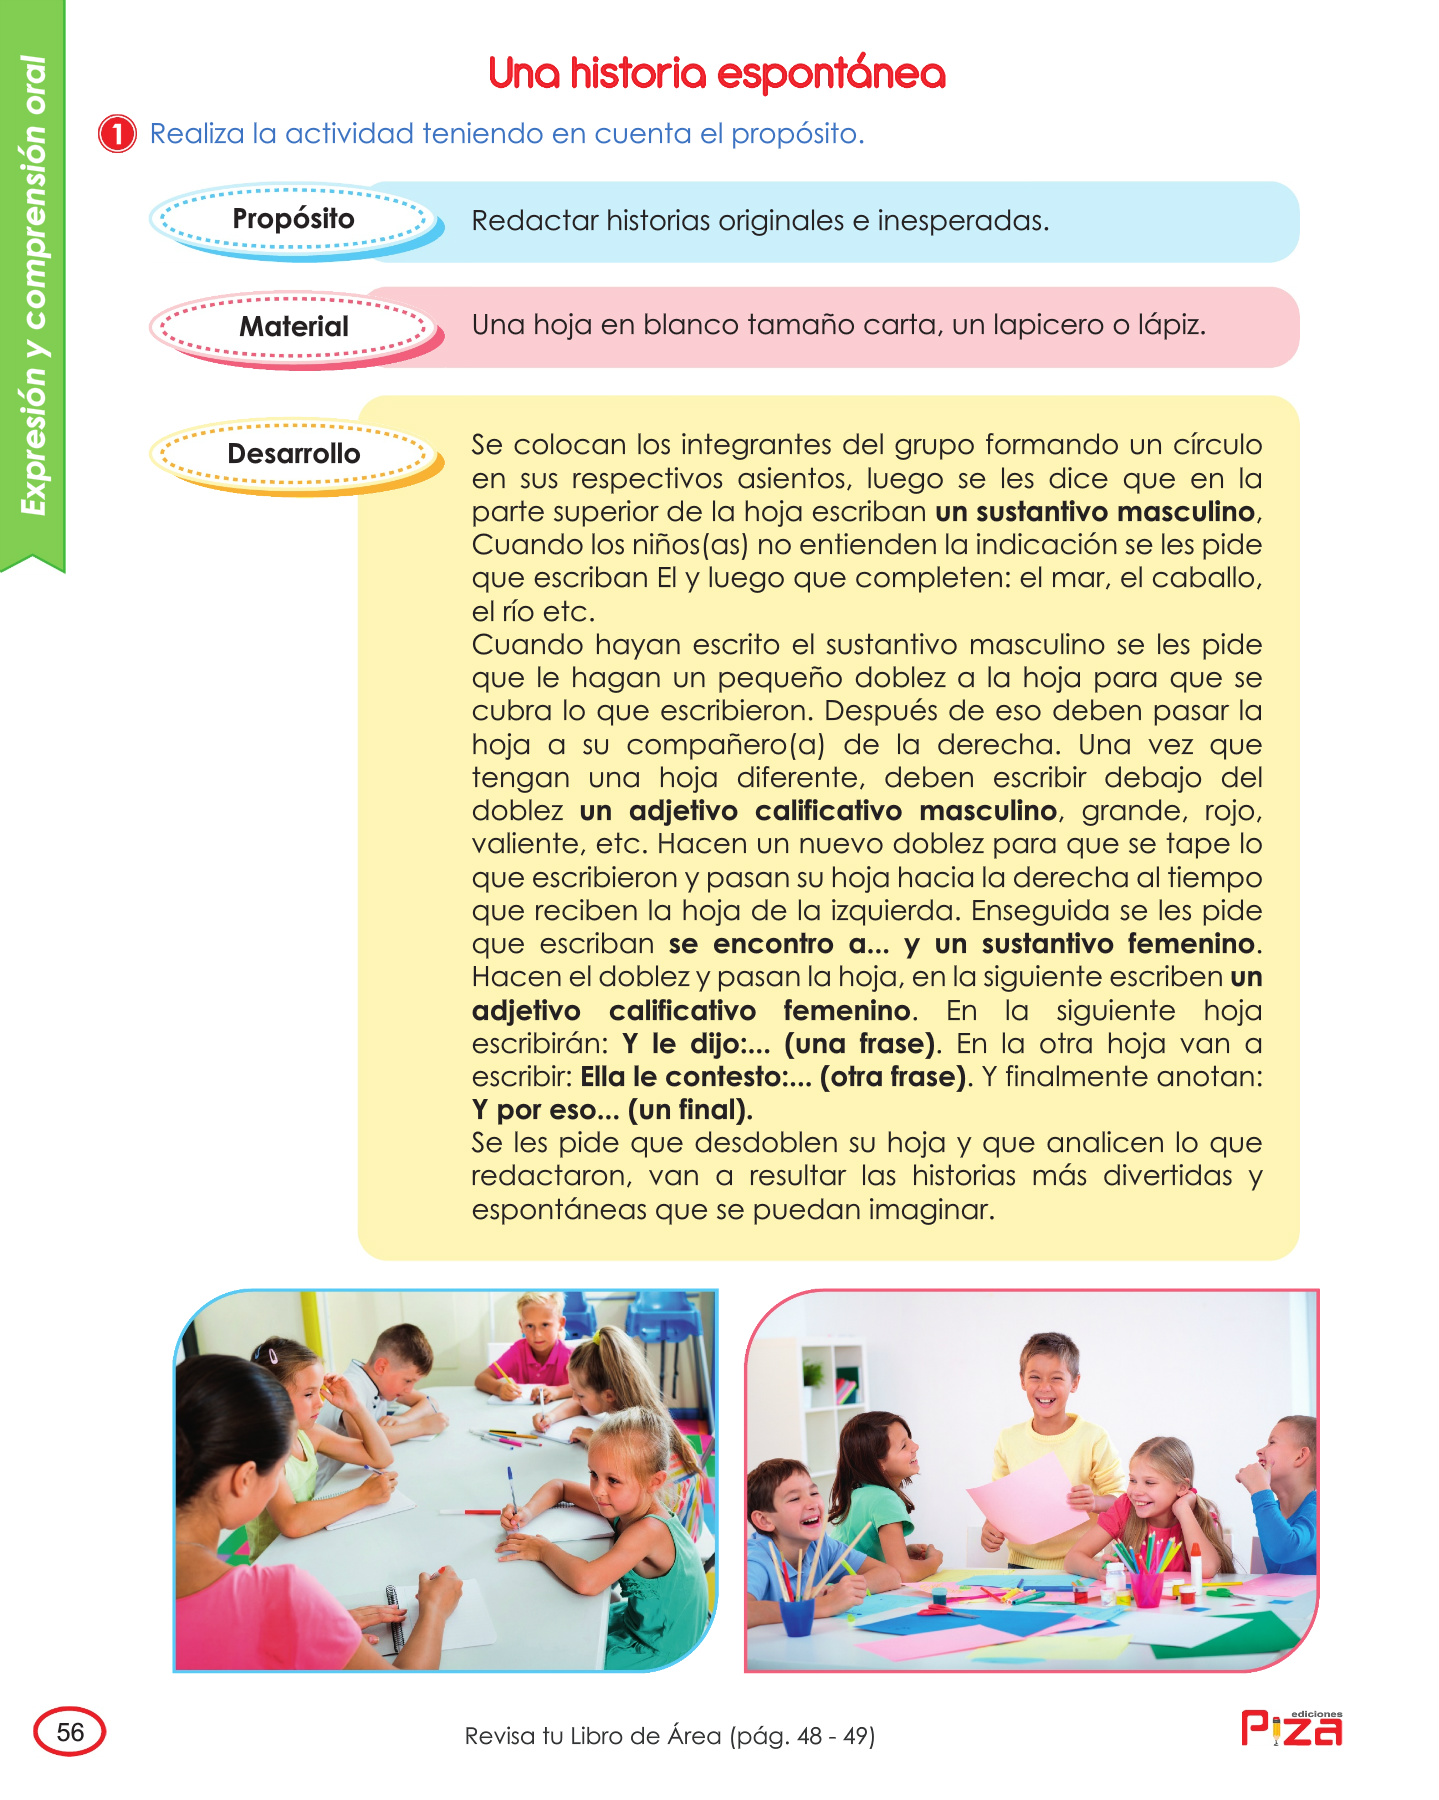 Expresión y comprensión oral
Una historia espontánea
1 Realiza la actividad teniendo en cuenta el propósito.
Propósito
Redactar historias originales e inesperadas.
Material
Una hoja en blanco tamaño carta, un lapicero o lápiz.
Desarrollo
Se colocan los integrantes del grupo formando un círculo
en sus respectivos asientos, luego se les dice que en la
parte superior de la hoja escriban un sustantivo masculino,
Cuando los niños(as) no entienden la indicación se les pide
que escriban El y luego que completen: el mar, el caballo,
el río etc.
Cuando hayan escrito el sustantivo masculino se les pide
que le hagan un pequeño doblez a la hoja para que se
cubra lo que escribieron. Después de eso deben pasar la
hoja a su compañero(a) de la derecha. Una vez que
tengan una hoja diferente, deben escribir debajo del
doblez un adjetivo calificativo masculino, grande, rojo,
valiente, etc. Hacen un nuevo doblez para que se tape lo
que escribieron y pasan su hoja hacia la derecha al tiempo
que reciben la hoja de la izquierda. Enseguida se les pide
que escriban se encontro a... y un sustantivo femenino.
Hacen el doblez y pasan la hoja, en la siguiente escriben un
adjetivo calificativo femenino. En la siguiente hoja
escribirán: Y le dijo:... (una frase). En la otra hoja van a
escribir: Ella le contesto:... (otra frase). Y finalmente anotan:
Y por eso... (un final).
Se les pide que desdoblen su hoja y que analicen lo que
redactaron, van a resultar las historias más divertidas y
espontáneas que se puedan imaginar.
56
Revisa tu Libro de Área (pág. 48 - 49)
ediciones
Piza